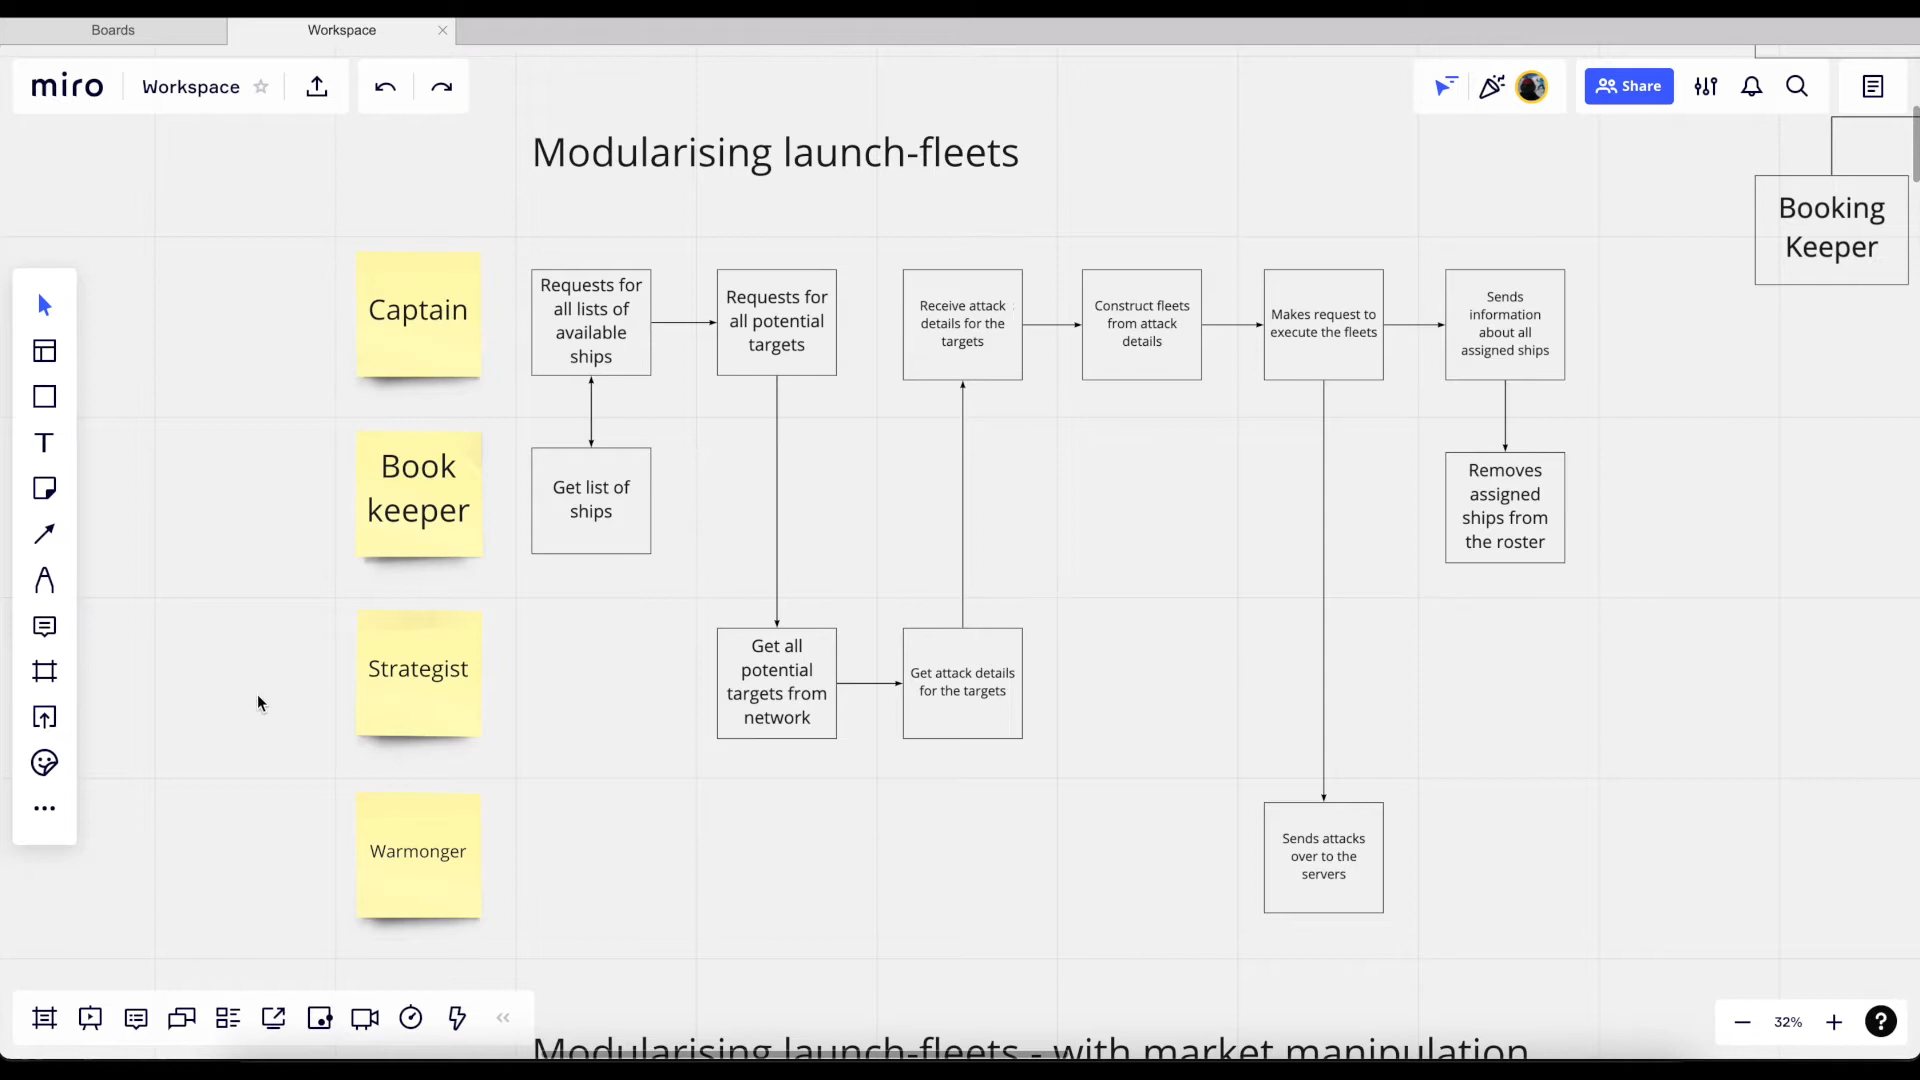 Boards
Workspace
miro
Workspace
Share
Modularising launch-fleets
Booking
Keeper
Captain
Requests for
all lists of
available
ships
Requests for
all potential
targets
Receive attack
details for the
targets
Construct fleets
from attack
details
Makes request to
execute the fleets
Sends
information
about all
assigned ships
Book
keeper
Get list of
ships
Removes
assigned
ships from
the roster
Strategist
Get all
potential
targets from
network
Get attack details
for the targets
Warmonger
Sends attacks
over to the
servers
32%
?
Modularising launch-fleets - with market manipulation